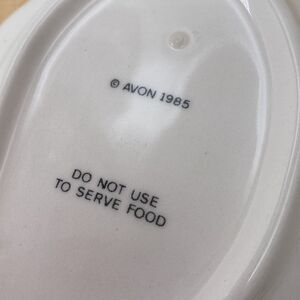 © AVON 1985
DO NOT USE
TO SERVE FOOD